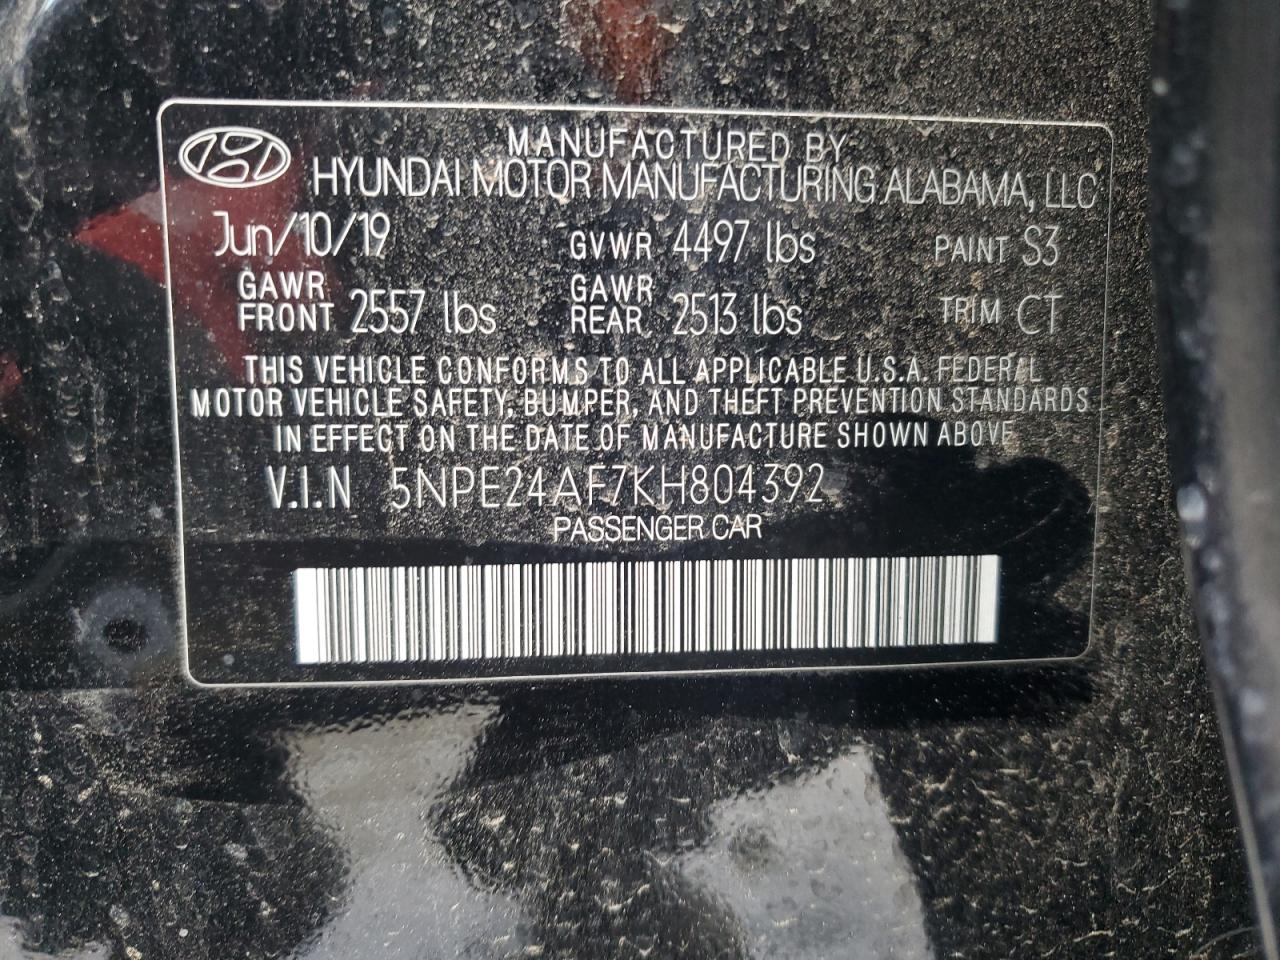 MANUFACTURED BY
HYUNDAI MOTOR MANUFACTURING ALABAMA, LLC
Jun/10/19 GVWR 4497 lbs PAINT S3
GAWR FRONT 2557 lbs GAWR REAR 2513 lbs TRIM CT
THIS VEHICLE CONFORMS TO ALL APPLICABLE U.S.A. FEDERAL
MOTOR VEHICLE SAFETY, BUMPER, AND THEFT PREVENTION STANDARDS
IN EFFECT ON THE DATE OF MANUFACTURE SHOWN ABOVE
V.I.N 5NPE24AF7KH804392
PASSENGER CAR